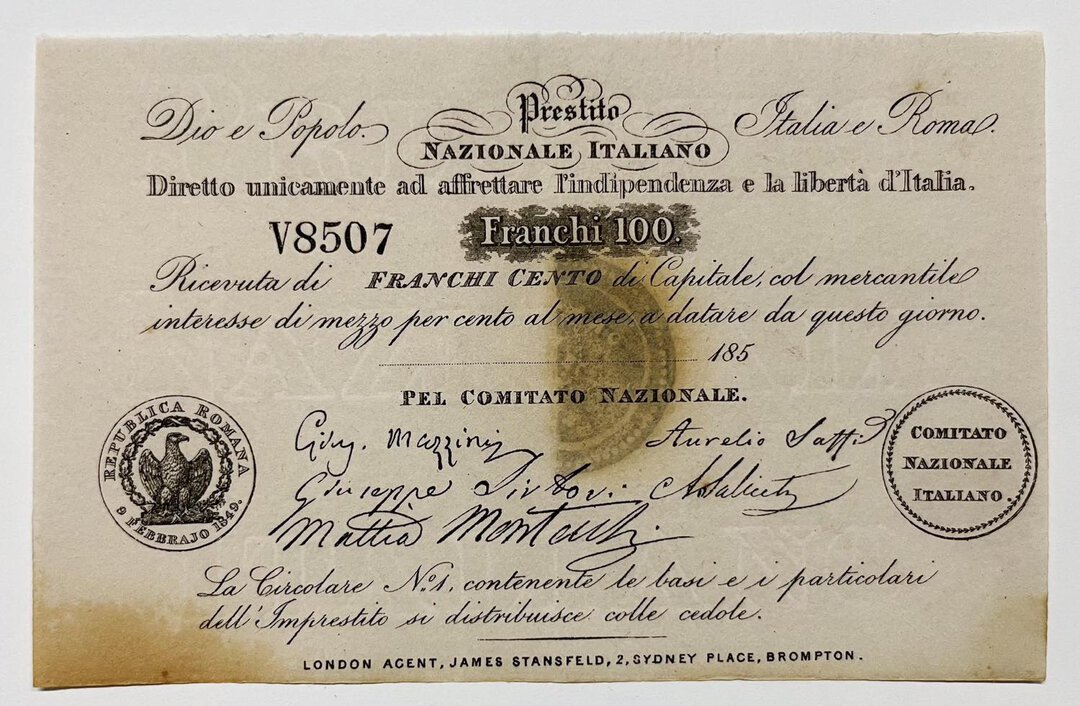 Dio e Popolo. Prestito Italia e Roma.
NAZIONALE ITALIANO
Diretto unicamente ad affrettare l'indipendenza e la libertà d'Italia.
V8507 Franchi 100.
Ricevuta di FRANCHI CENTO di Capitale, col mercantile
interesse di mezzo per cento al mese, a datare da questo giorno.
185
PEL COMITATO NAZIONALE.
REPUBLICA ROMANA
9 FEBBRAJO 1849.
Gius. Mazzini Aurelio Saffi
Giuseppe Sirtori
Mattia Montecchi
COMITATO
NAZIONALE
ITALIANO.
La Circolare No. 1. contenente le basi e i particolari
dell'Imprestito si distribuisce colle cedole.
LONDON AGENT, JAMES STANSFELD, 2, SYDNEY PLACE, BROMPTON.